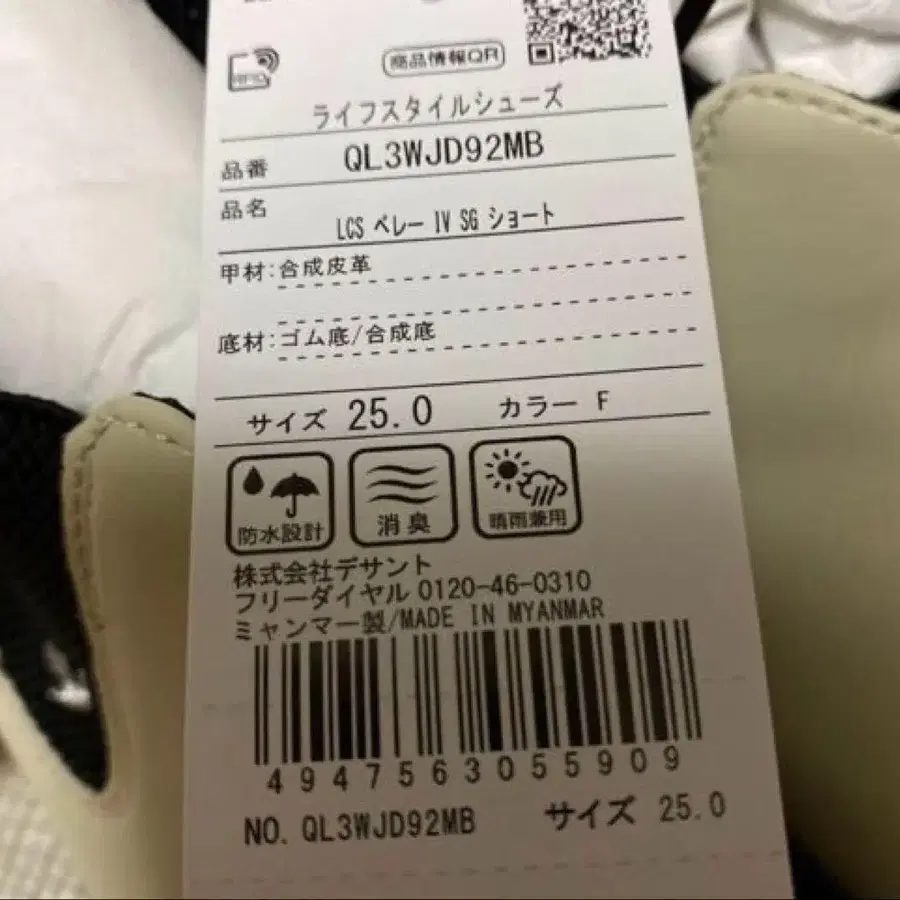 RFID
商品情報QR
ライフスタイルシューズ
品番 QL3WJD92MB
品名
LCS ベレー IV SG ショート
甲材:合成皮革
底材:ゴム底/合成底
サイズ 25.0 カラー F
防水設計 消臭 晴雨兼用
株式会社デサント
フリーダイヤル 0120-46-0310
ミャンマー製/MADE IN MYANMAR
4947563055909
NO. QL3WJD92MB サイズ 25.0